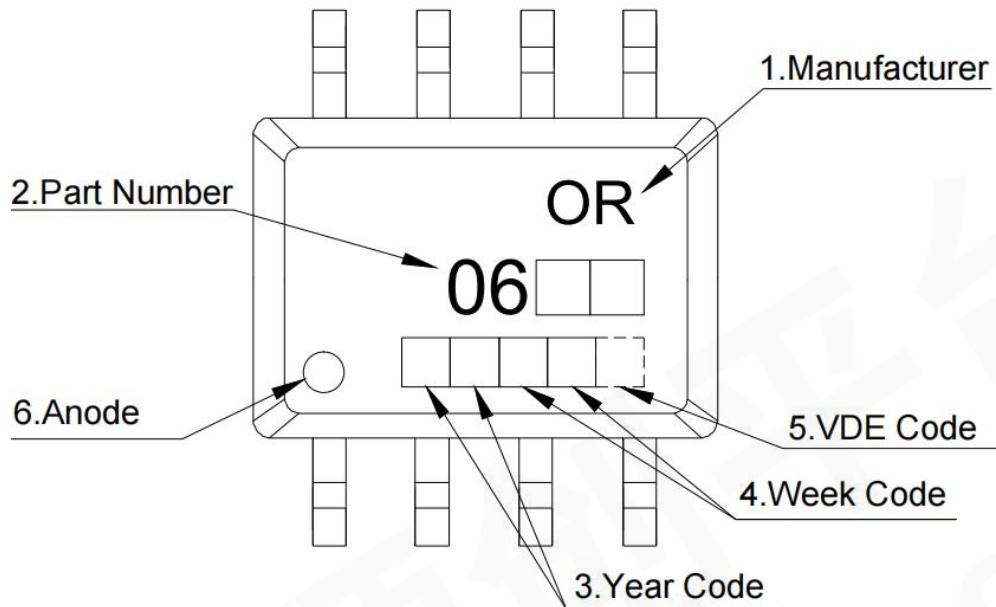 1.Manufacturer
2.Part Number
OR
06
6.Anode
5.VDE Code
4.Week Code
3.Year Code